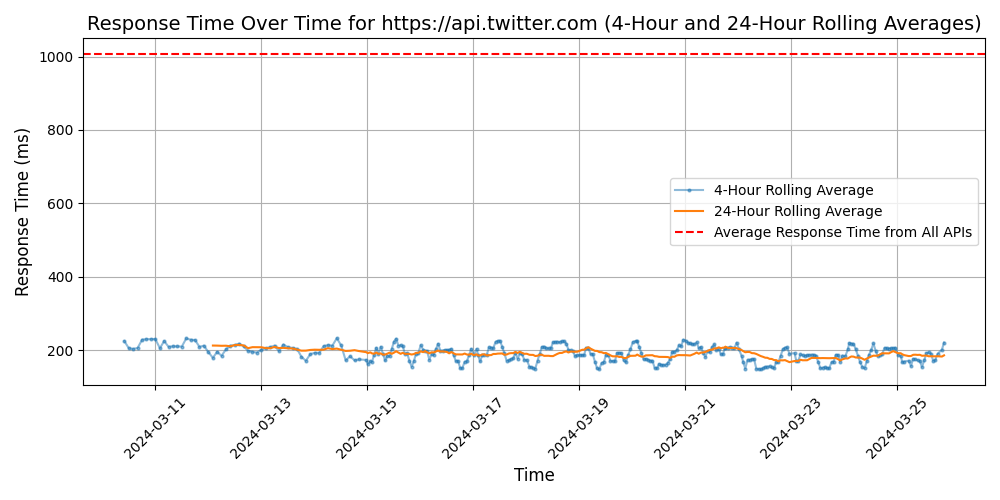 Response Time Over Time for https://api.twitter.com (4-Hour and 24-Hour Rolling Averages)
Response Time (ms)
1000
800
600
400
200
4-Hour Rolling Average
24-Hour Rolling Average
Average Response Time from All APIs
2024-03-11
2024-03-13
2024-03-15
2024-03-17
2024-03-19
2024-03-21
2024-03-23
2024-03-25
Time